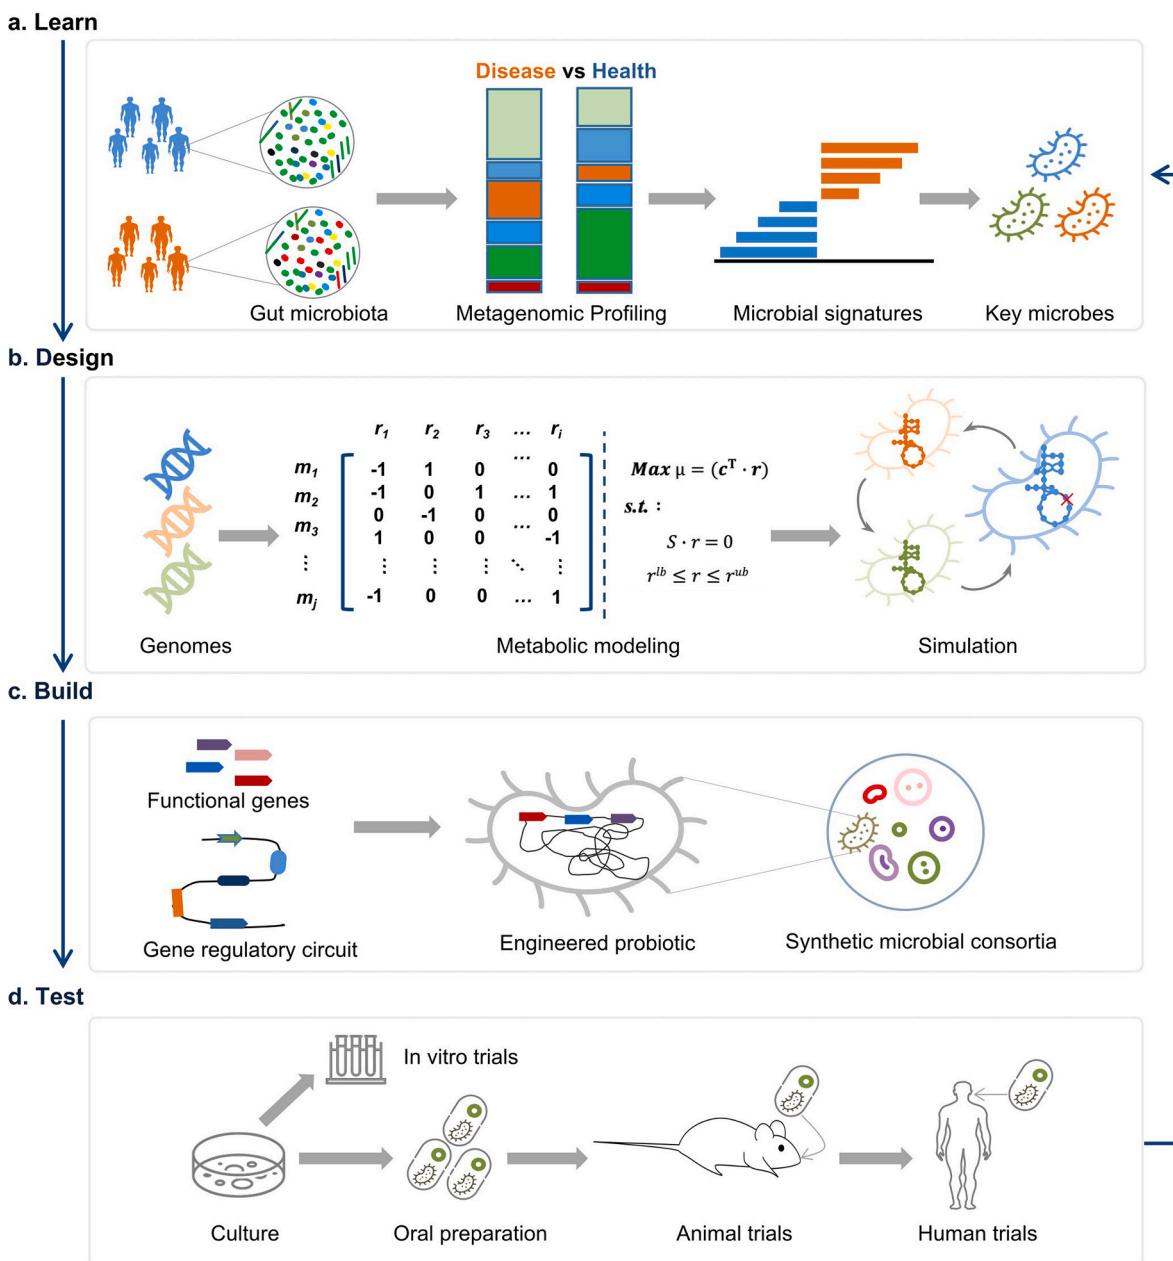 a. Learn
Disease vs Health
Gut microbiota
Metagenomic Profiling
Microbial signatures
Key microbes
b. Design
r1 r2 r3 ... ri
...
m1 -1 1 0 0
m2 -1 0 1 ... 1
0 -1 0 0
m3 ...
1 0 0 -1
⋮ ⋮ ⋮ ⋮ ⋱ ⋮
mj -1 0 0 ... 1
Max μ = (c^T · r)
s.t. :
S · r = 0
r^lb ≤ r ≤ r^ub
Genomes
Metabolic modeling
Simulation
c. Build
Functional genes
Gene regulatory circuit
Engineered probiotic
Synthetic microbial consortia
d. Test
In vitro trials
Culture
Oral preparation
Animal trials
Human trials